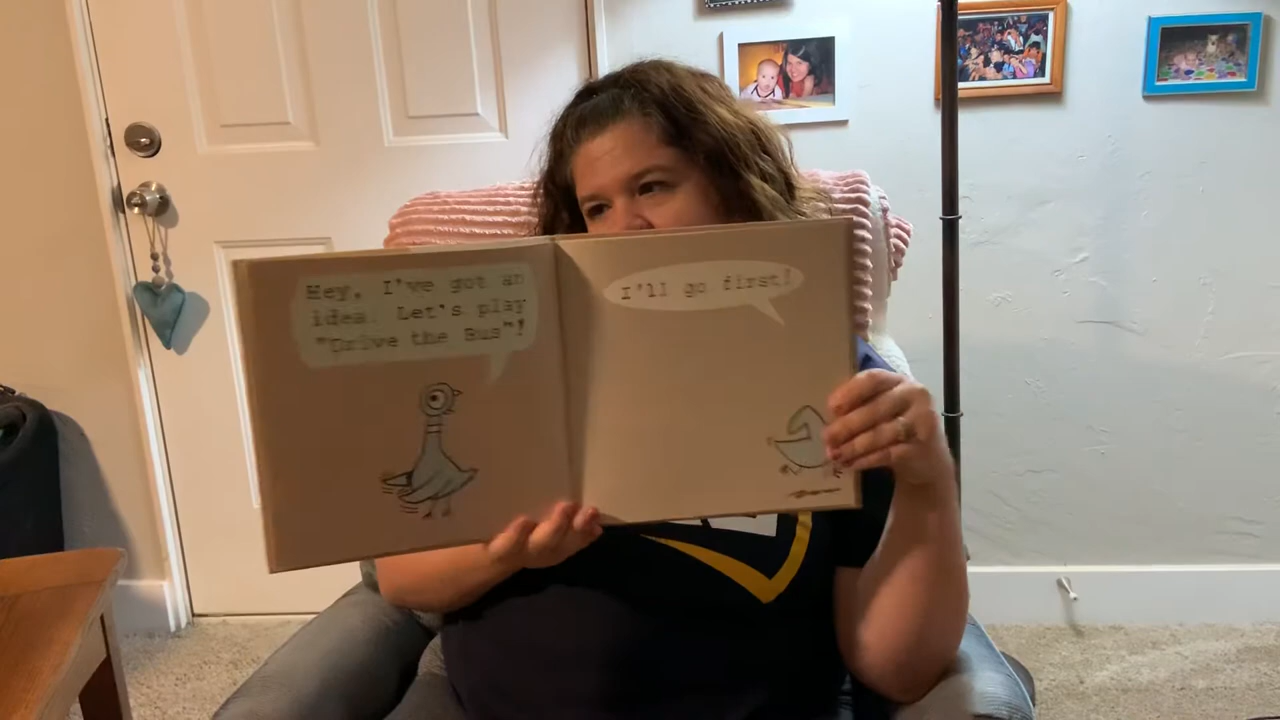 Hey, I've got an
idea. Let's play
"Drive the Bus"!
I'll go first!